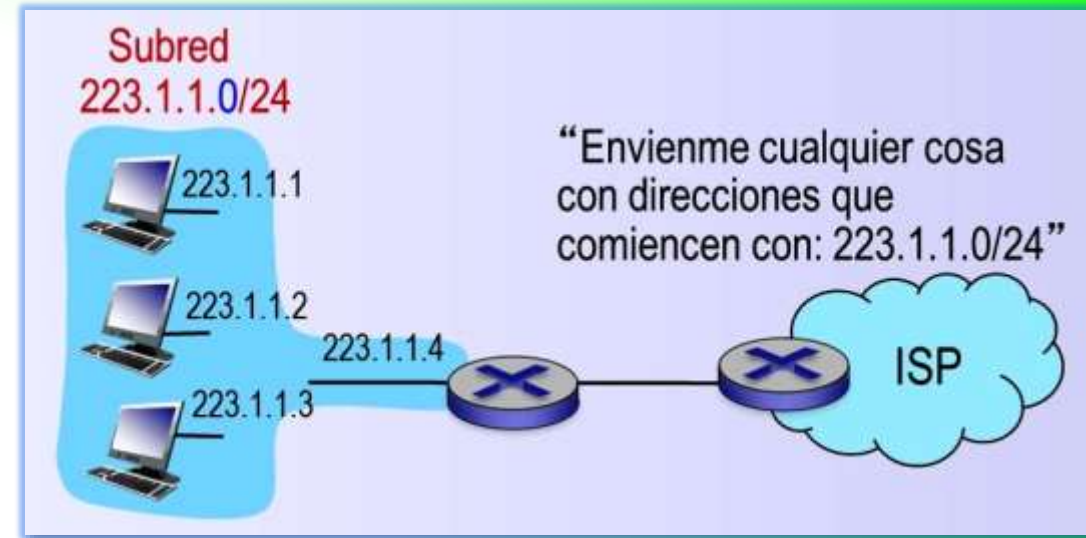 Subred
223.1.1.0/24
223.1.1.1
223.1.1.2
223.1.1.3
223.1.1.4
“Envienme cualquier cosa
con direcciones que
comiencen con: 223.1.1.0/24”
ISP